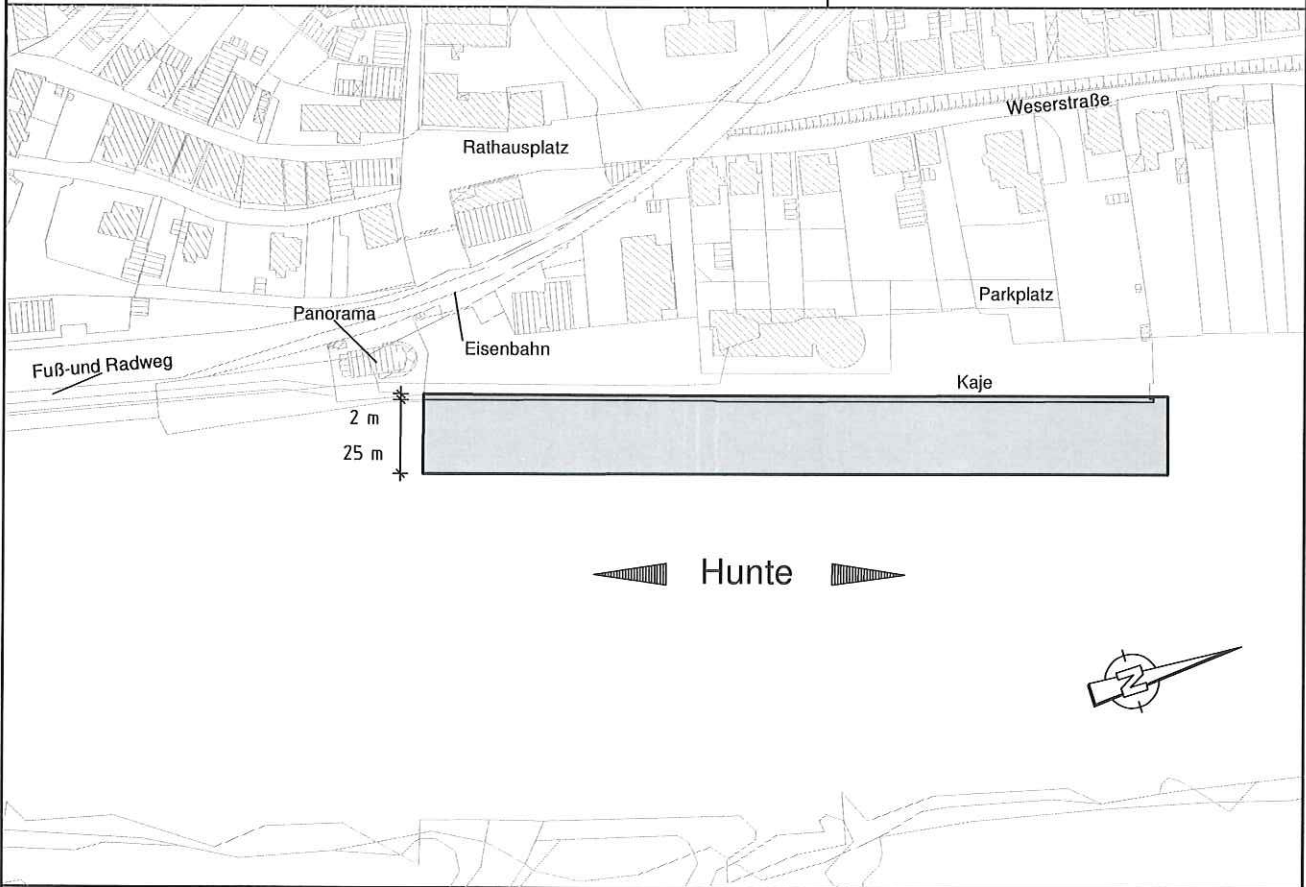 Weserstraße
Rathausplatz
Parkplatz
Panorama
Eisenbahn
Fuß-und Radweg
Kaje
2 m
25 m
Hunte
N